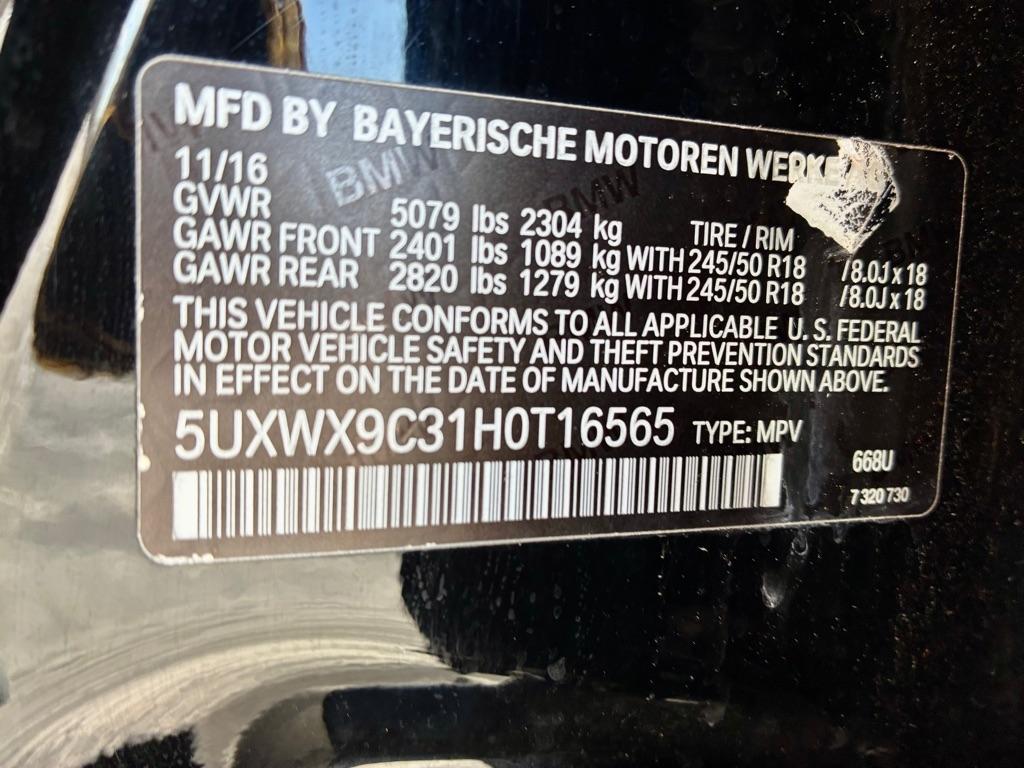 MFD BY BAYERISCHE MOTOREN WERKE
11/16
GVWR 5079 lbs 2304 kg TIRE / RIM
GAWR FRONT 2401 lbs 1089 kg WITH 245/50 R18 / 8.0J x 18
GAWR REAR 2820 lbs 1279 kg WITH 245/50 R18 / 8.0J x 18
THIS VEHICLE CONFORMS TO ALL APPLICABLE U. S. FEDERAL
MOTOR VEHICLE SAFETY AND THEFT PREVENTION STANDARDS
IN EFFECT ON THE DATE OF MANUFACTURE SHOWN ABOVE.
5UXWX9C31H0T16565 TYPE: MPV
668U
7 320 730